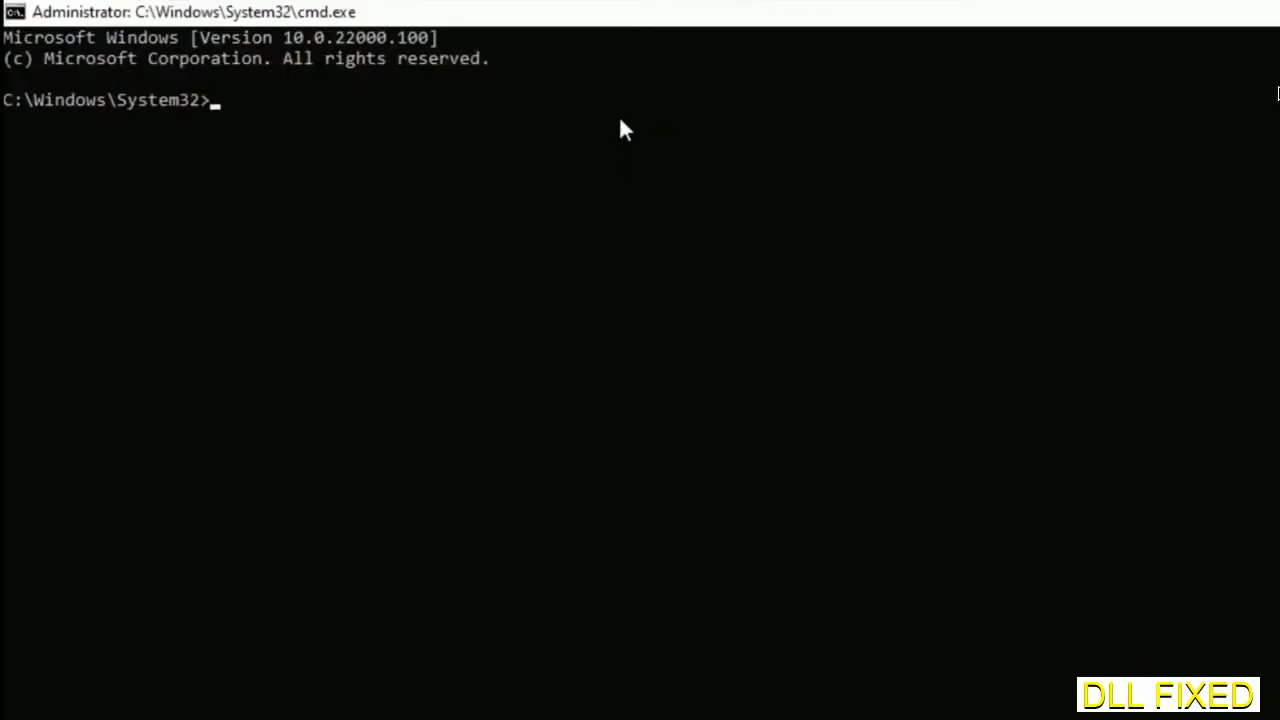 Administrator: C:\Windows\System32\cmd.exe
Microsoft Windows [Version 10.0.22000.100]
(c) Microsoft Corporation. All rights reserved.
C:\Windows\System32>
DLL FIXED